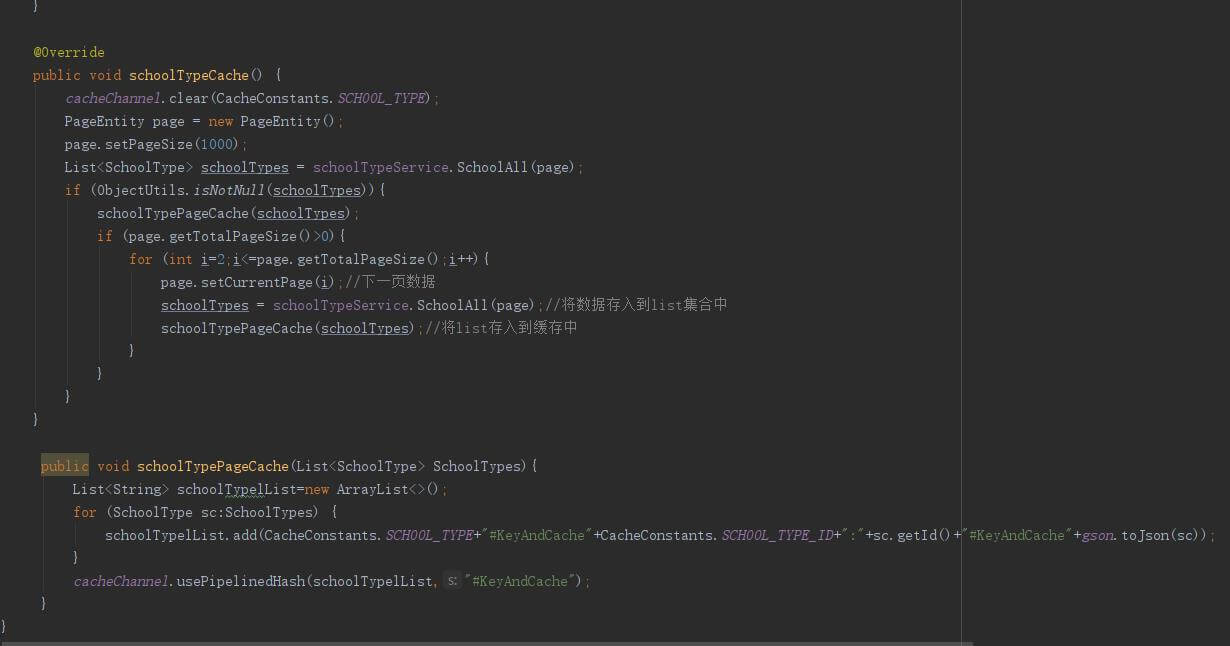 }
@Override
public void schoolTypeCache() {
cacheChannel.clear(CacheConstants.SCHOOL_TYPE);
PageEntity page = new PageEntity();
page.setPageSize(1000);
List<SchoolType> schoolTypes = schoolTypeService.SchoolAll(page);
if (ObjectUtils.isNotNull(schoolTypes)){
schoolTypePageCache(schoolTypes);
if (page.getTotalPageSize()>0){
for (int i=2;i<=page.getTotalPageSize();i++){
page.setCurrentPage(i);//下一页数据
schoolTypes = schoolTypeService.SchoolAll(page);//将数据存入到list集合中
schoolTypePageCache(schoolTypes);//将list存入到缓存中
}
}
}
}
public void schoolTypePageCache(List<SchoolType> SchoolTypes){
List<String> schoolTypelList=new ArrayList<>();
for (SchoolType sc:SchoolTypes) {
schoolTypelList.add(CacheConstants.SCHOOL_TYPE+"#KeyAndCache"+CacheConstants.SCHOOL_TYPE_ID+":"+sc.getId()+"#KeyAndCache"+gson.toJson(sc));
}
cacheChannel.usePipelinedHash(schoolTypelList, s: "#KeyAndCache");
}
}